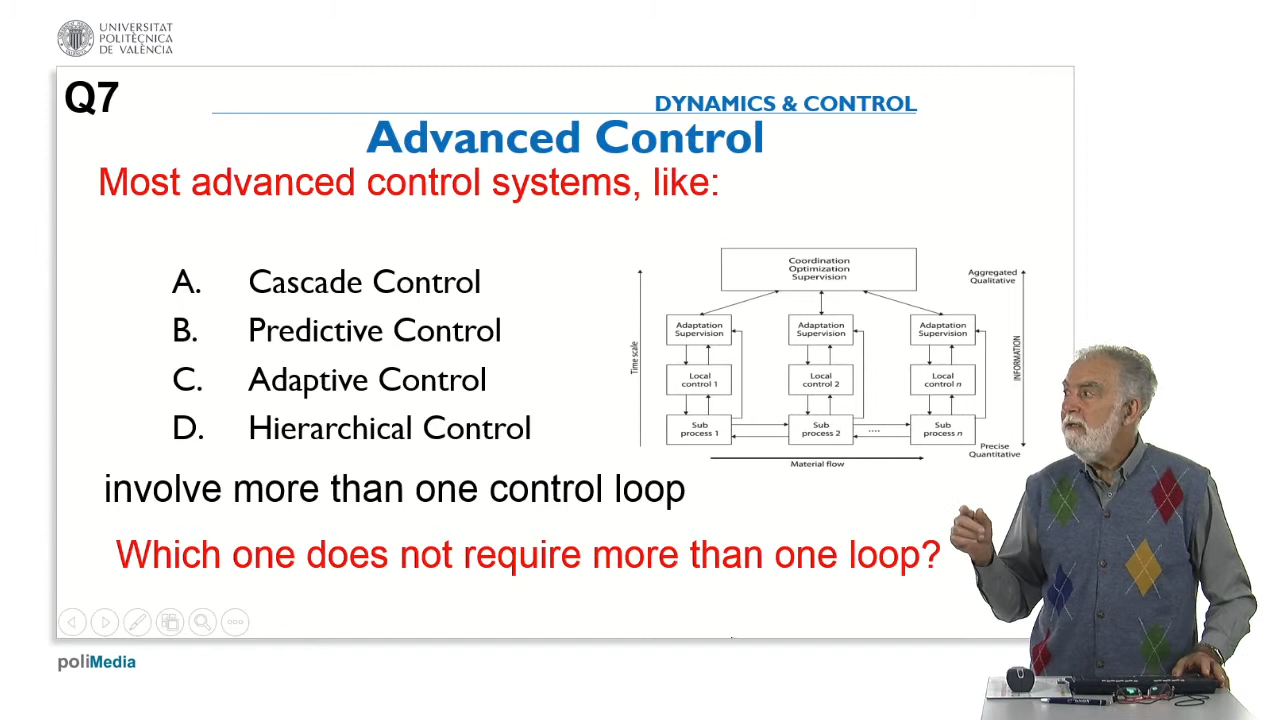 UNIVERSITAT
POLITÈCNICA
DE VALÈNCIA
Q7
DYNAMICS & CONTROL
Advanced Control
Most advanced control systems, like:
A. Cascade Control
B. Predictive Control
C. Adaptive Control
D. Hierarchical Control
involve more than one control loop
Which one does not require more than one loop?
Coordination
Optimization
Supervision
Aggregated
Qualitative
Time scale
Adaptation
Supervision
Adaptation
Supervision
Adaptation
Supervision
INFORMATION
Local
control 1
Local
control 2
Local
control n
Sub
process 1
Sub
process 2
....
Sub
process n
Precise
Quantitative
Material flow
poliMedia